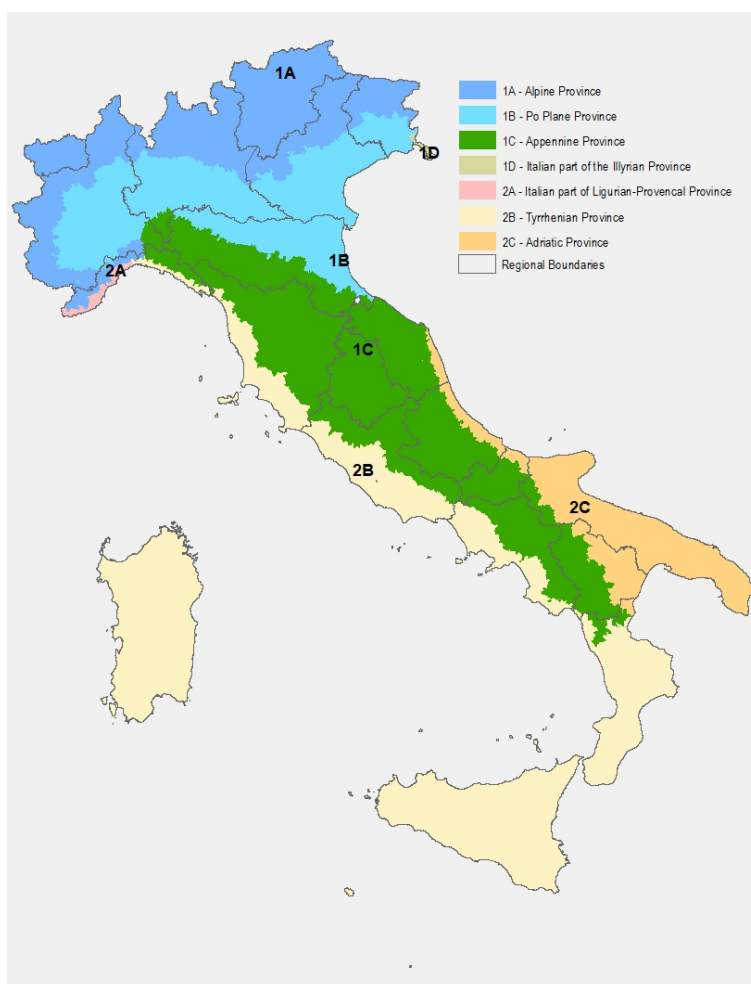 1A
1A - Alpine Province
1B - Po Plane Province
1C - Appennine Province
1D - Italian part of the Illyrian Province
2A - Italian part of Ligurian-Provencal Province
2B - Tyrrhenian Province
2C - Adriatic Province
Regional Boundaries
1D
1B
2A
1C
2B
2C